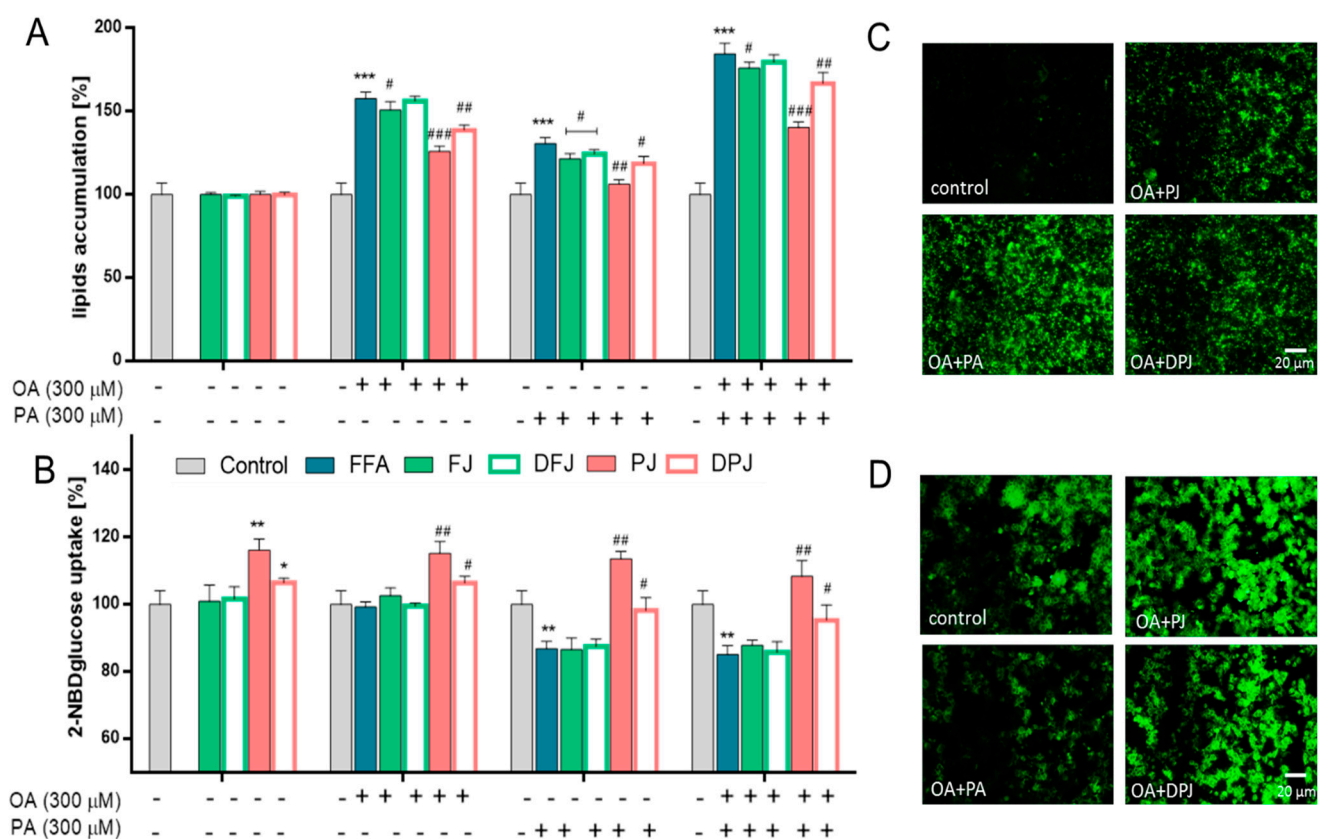 A
lipids accumulation [%]
200
150
100
50
0
*** # ## ### ## *** # ## # *** # ### ##
OA (300 µM) - - - - - - + + + + + - - - - - - - + + + + +
PA (300 µM) - - - - - - - - - - - - + + + + + - + + + + +
B
2-NBDglucose uptake [%]
140
120
100
80
60
Control FFA FJ DFJ PJ DPJ
** * ## # ** ## # ** ## #
OA (300 µM) - - - - - - + + + + + - - - - - - - + + + + +
PA (300 µM) - - - - - - - - - - - - + + + + + - + + + + +
C
control
OA+PJ
OA+PA
OA+DPJ
20 µm
D
control
OA+PJ
OA+PA
OA+DPJ
20 µm